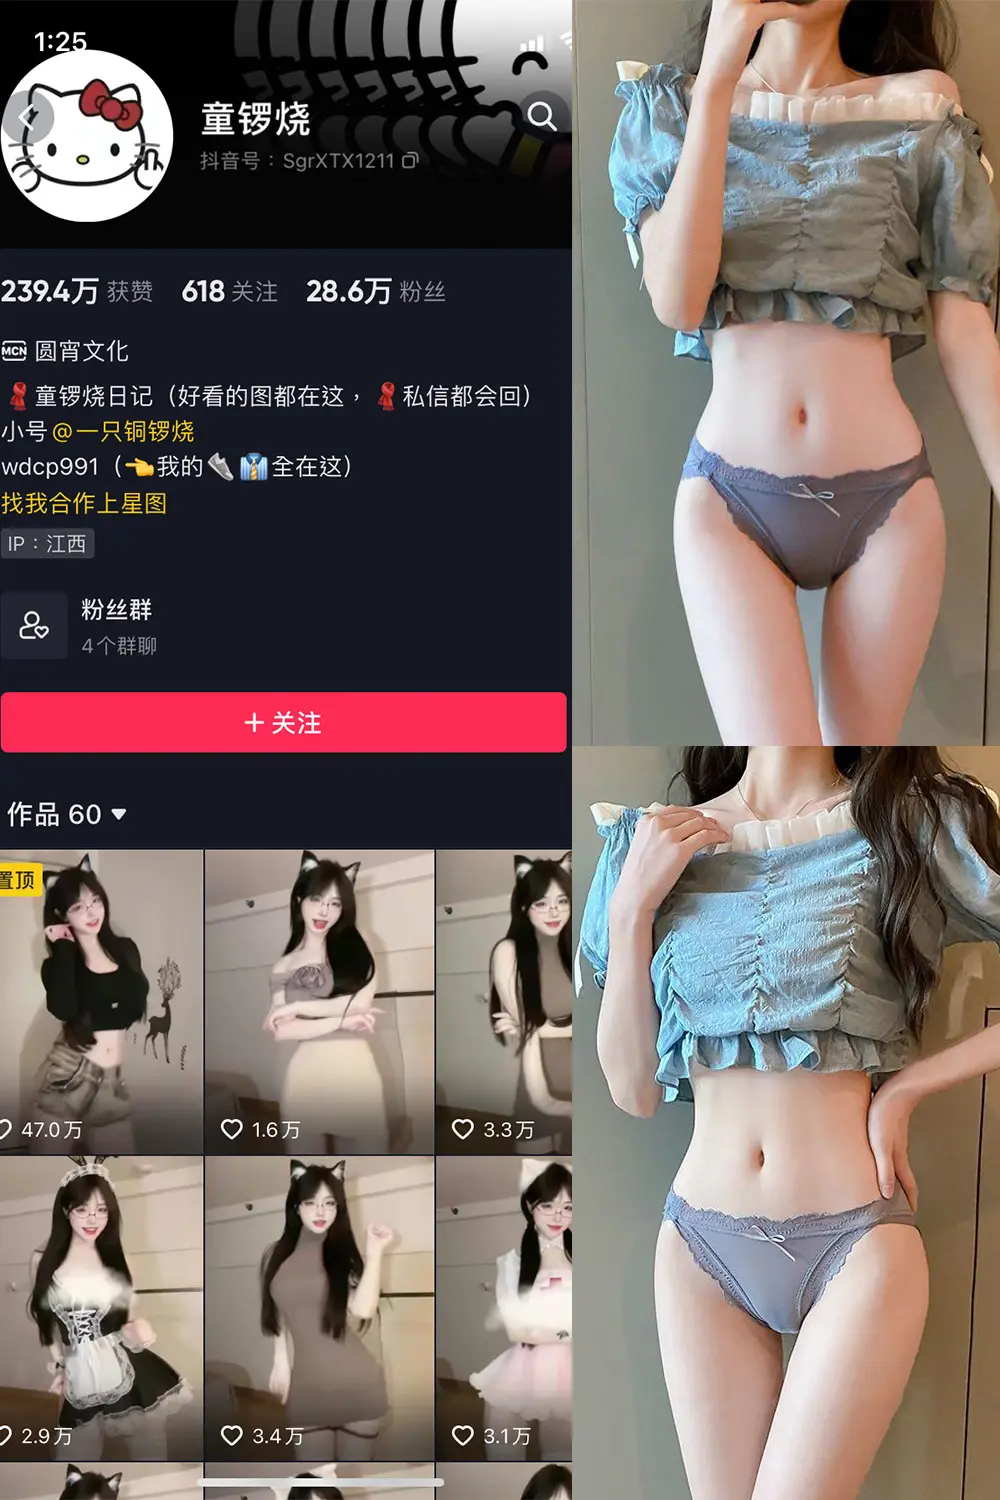 1:25
童锣烧
抖音号：SgrXTX1211
239.4万 获赞 618 关注 28.6万 粉丝
MCN 圆宵文化
童锣烧日记（好看的图都在这，私信都会回）
小号@一只铜锣烧
wdcp991（👈我的👟👔全在这）
找我合作上星图
IP：江西
粉丝群
4个群聊
＋关注
作品 60
置顶
47.0万
1.6万
3.3万
2.9万
3.4万
3.1万